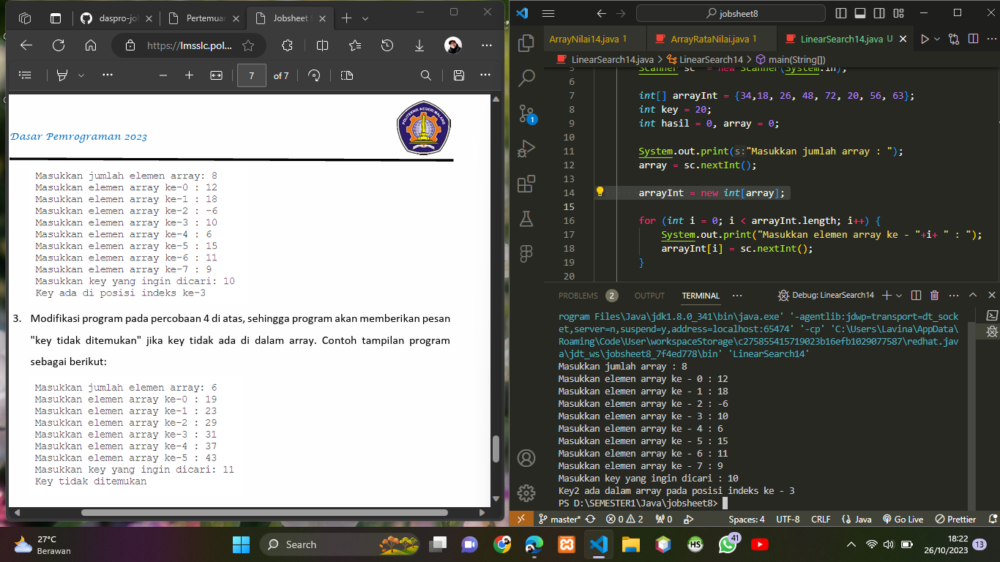 daspro-jo
Pertemuar
Jobsheet
https://lmsslc.pol...
7 of 7
POLITEKNIK NEGERI MALANG
Dasar Pemrograman 2023
Masukkan jumlah elemen array: 8
Masukkan elemen array ke-0 : 12
Masukkan elemen array ke-1 : 18
Masukkan elemen array ke-2 : -6
Masukkan elemen array ke-3 : 10
Masukkan elemen array ke-4 : 6
Masukkan elemen array ke-5 : 15
Masukkan elemen array ke-6 : 11
Masukkan elemen array ke-7 : 9
Masukkan key yang ingin dicari: 10
Key ada di posisi indeks ke-3
3. Modifikasi program pada percobaan 4 di atas, sehingga program akan memberikan pesan
"key tidak ditemukan" jika key tidak ada di dalam array. Contoh tampilan program
sebagai berikut:
Masukkan jumlah elemen array: 6
Masukkan elemen array ke-0 : 19
Masukkan elemen array ke-1 : 23
Masukkan elemen array ke-2 : 29
Masukkan elemen array ke-3 : 31
Masukkan elemen array ke-4 : 37
Masukkan elemen array ke-5 : 43
Masukkan key yang ingin dicari: 11
Key tidak ditemukan
jobsheet8
ArrayNilai14.java 1
ArrayRataNilai.java 1
LinearSearch14.java U
LinearSearch14.java > LinearSearch14 > main(String[])
5 Scanner sc = new Scanner(System.in);
6
7 int[] arrayInt = {34,18, 26, 48, 72, 20, 56, 63};
8 int key = 20;
9 int hasil = 0, array = 0;
10
11 System.out.print(s:"Masukkan jumlah array : ");
12 array = sc.nextInt();
13
14 arrayInt = new int[array];
15
16 for (int i = 0; i < arrayInt.length; i++) {
17 System.out.print("Masukkan elemen array ke - "+i+ " : ");
18 arrayInt[i] = sc.nextInt();
19 }
20
1
PROBLEMS 2 OUTPUT TERMINAL ... Debug: LinearSearch14
rogram Files\Java\jdk1.8.0_341\bin\java.exe' '-agentlib:jdwp=transport=dt_sock
et,server=n,suspend=y,address=localhost:65474' '-cp' 'C:\Users\Lavina\AppData\
Roaming\Code\User\workspaceStorage\c275855415719023b16efb1029077587\redhat.jav
a\jdt_ws\jobsheet8_7f4ed778\bin' 'LinearSearch14'
Masukkan jumlah array : 8
Masukkan elemen array ke - 0 : 12
Masukkan elemen array ke - 1 : 18
Masukkan elemen array ke - 2 : -6
Masukkan elemen array ke - 3 : 10
Masukkan elemen array ke - 4 : 6
Masukkan elemen array ke - 5 : 15
Masukkan elemen array ke - 6 : 11
Masukkan elemen array ke - 7 : 9
Masukkan key yang ingin dicari : 10
Key2 ada dalam array pada posisi indeks ke - 3
PS D:\SEMESTER1\Java\jobsheet8>
master* 0 2 0 Spaces: 4 UTF-8 CRLF {} Java Go Live Prettier
27°C
Berawan
Search
HS
41
18:22
26/10/2023
13